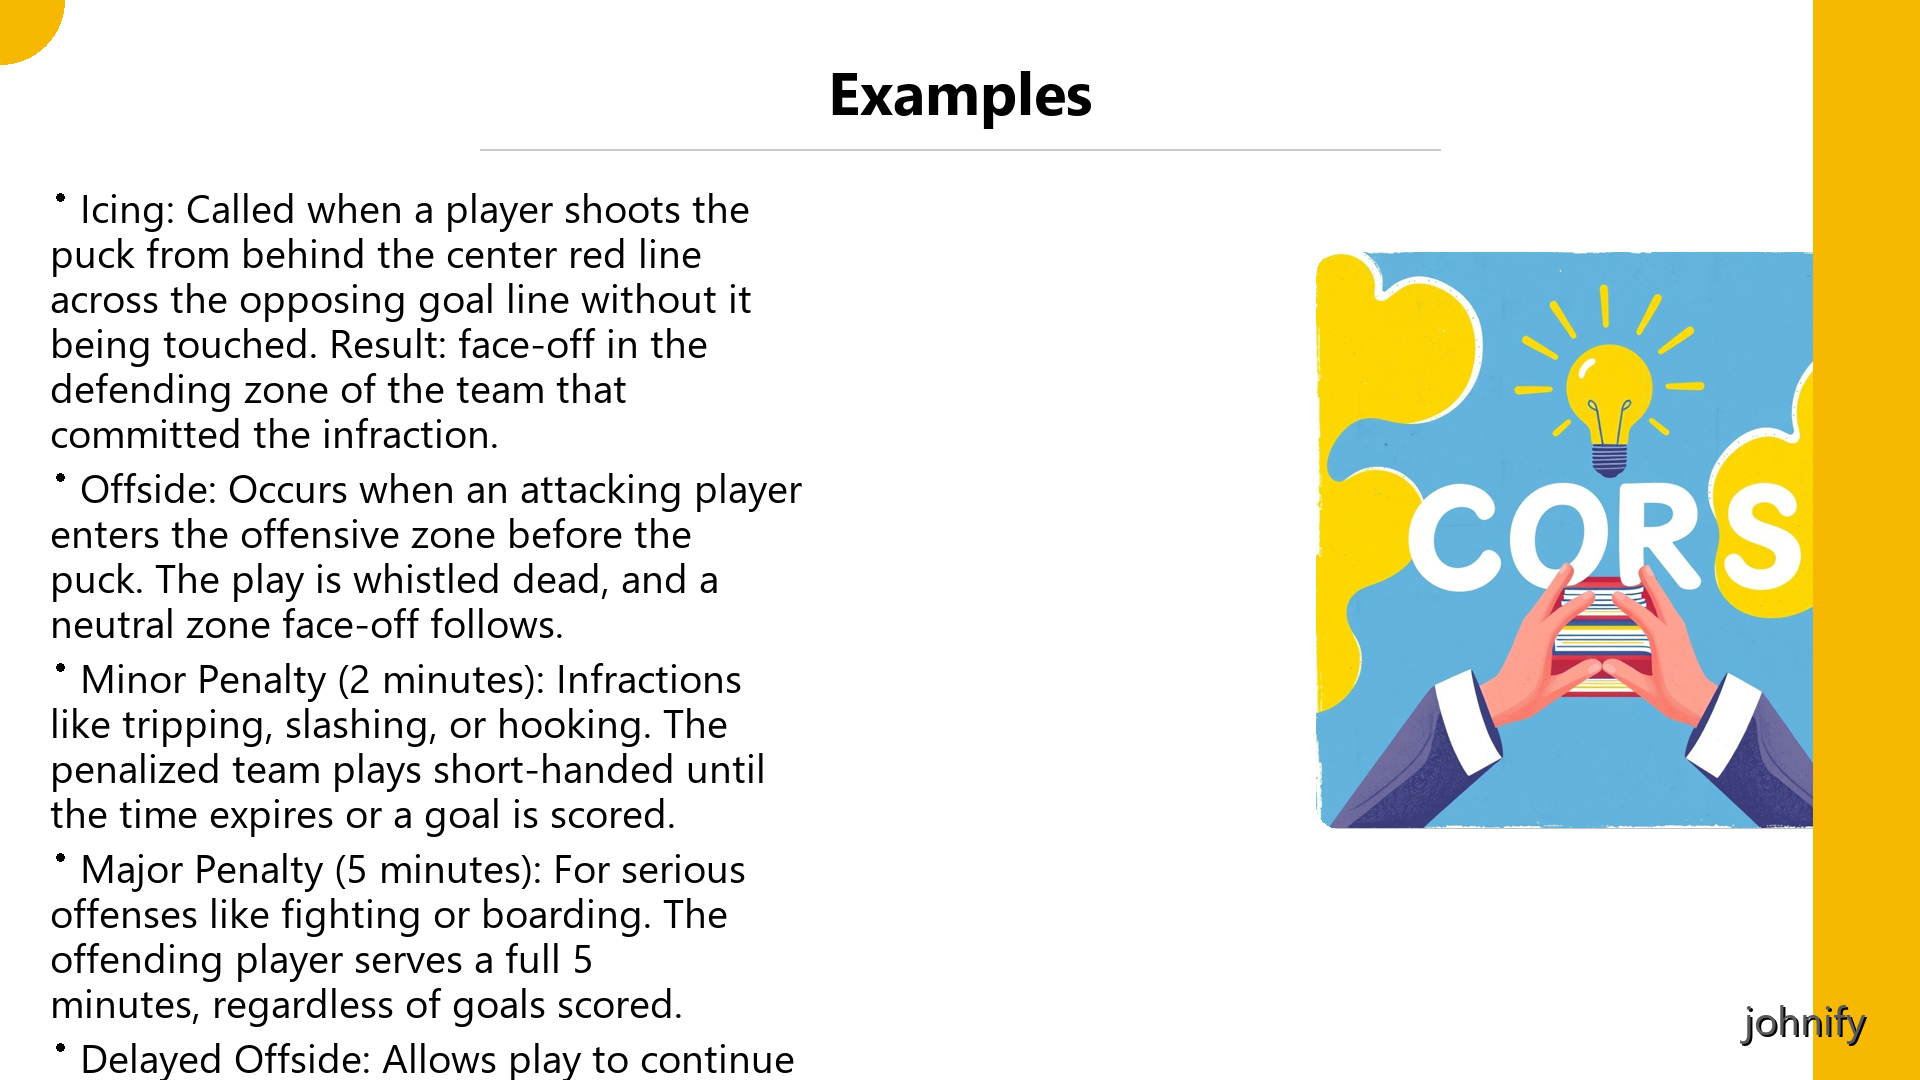 Examples
• Icing: Called when a player shoots the
puck from behind the center red line
across the opposing goal line without it
being touched. Result: face-off in the
defending zone of the team that
committed the infraction.
• Offside: Occurs when an attacking player
enters the offensive zone before the
puck. The play is whistled dead, and a
neutral zone face-off follows.
• Minor Penalty (2 minutes): Infractions
like tripping, slashing, or hooking. The
penalized team plays short-handed until
the time expires or a goal is scored.
• Major Penalty (5 minutes): For serious
offenses like fighting or boarding. The
offending player serves a full 5
minutes, regardless of goals scored.
• Delayed Offside: Allows play to continue
CORS
johnify